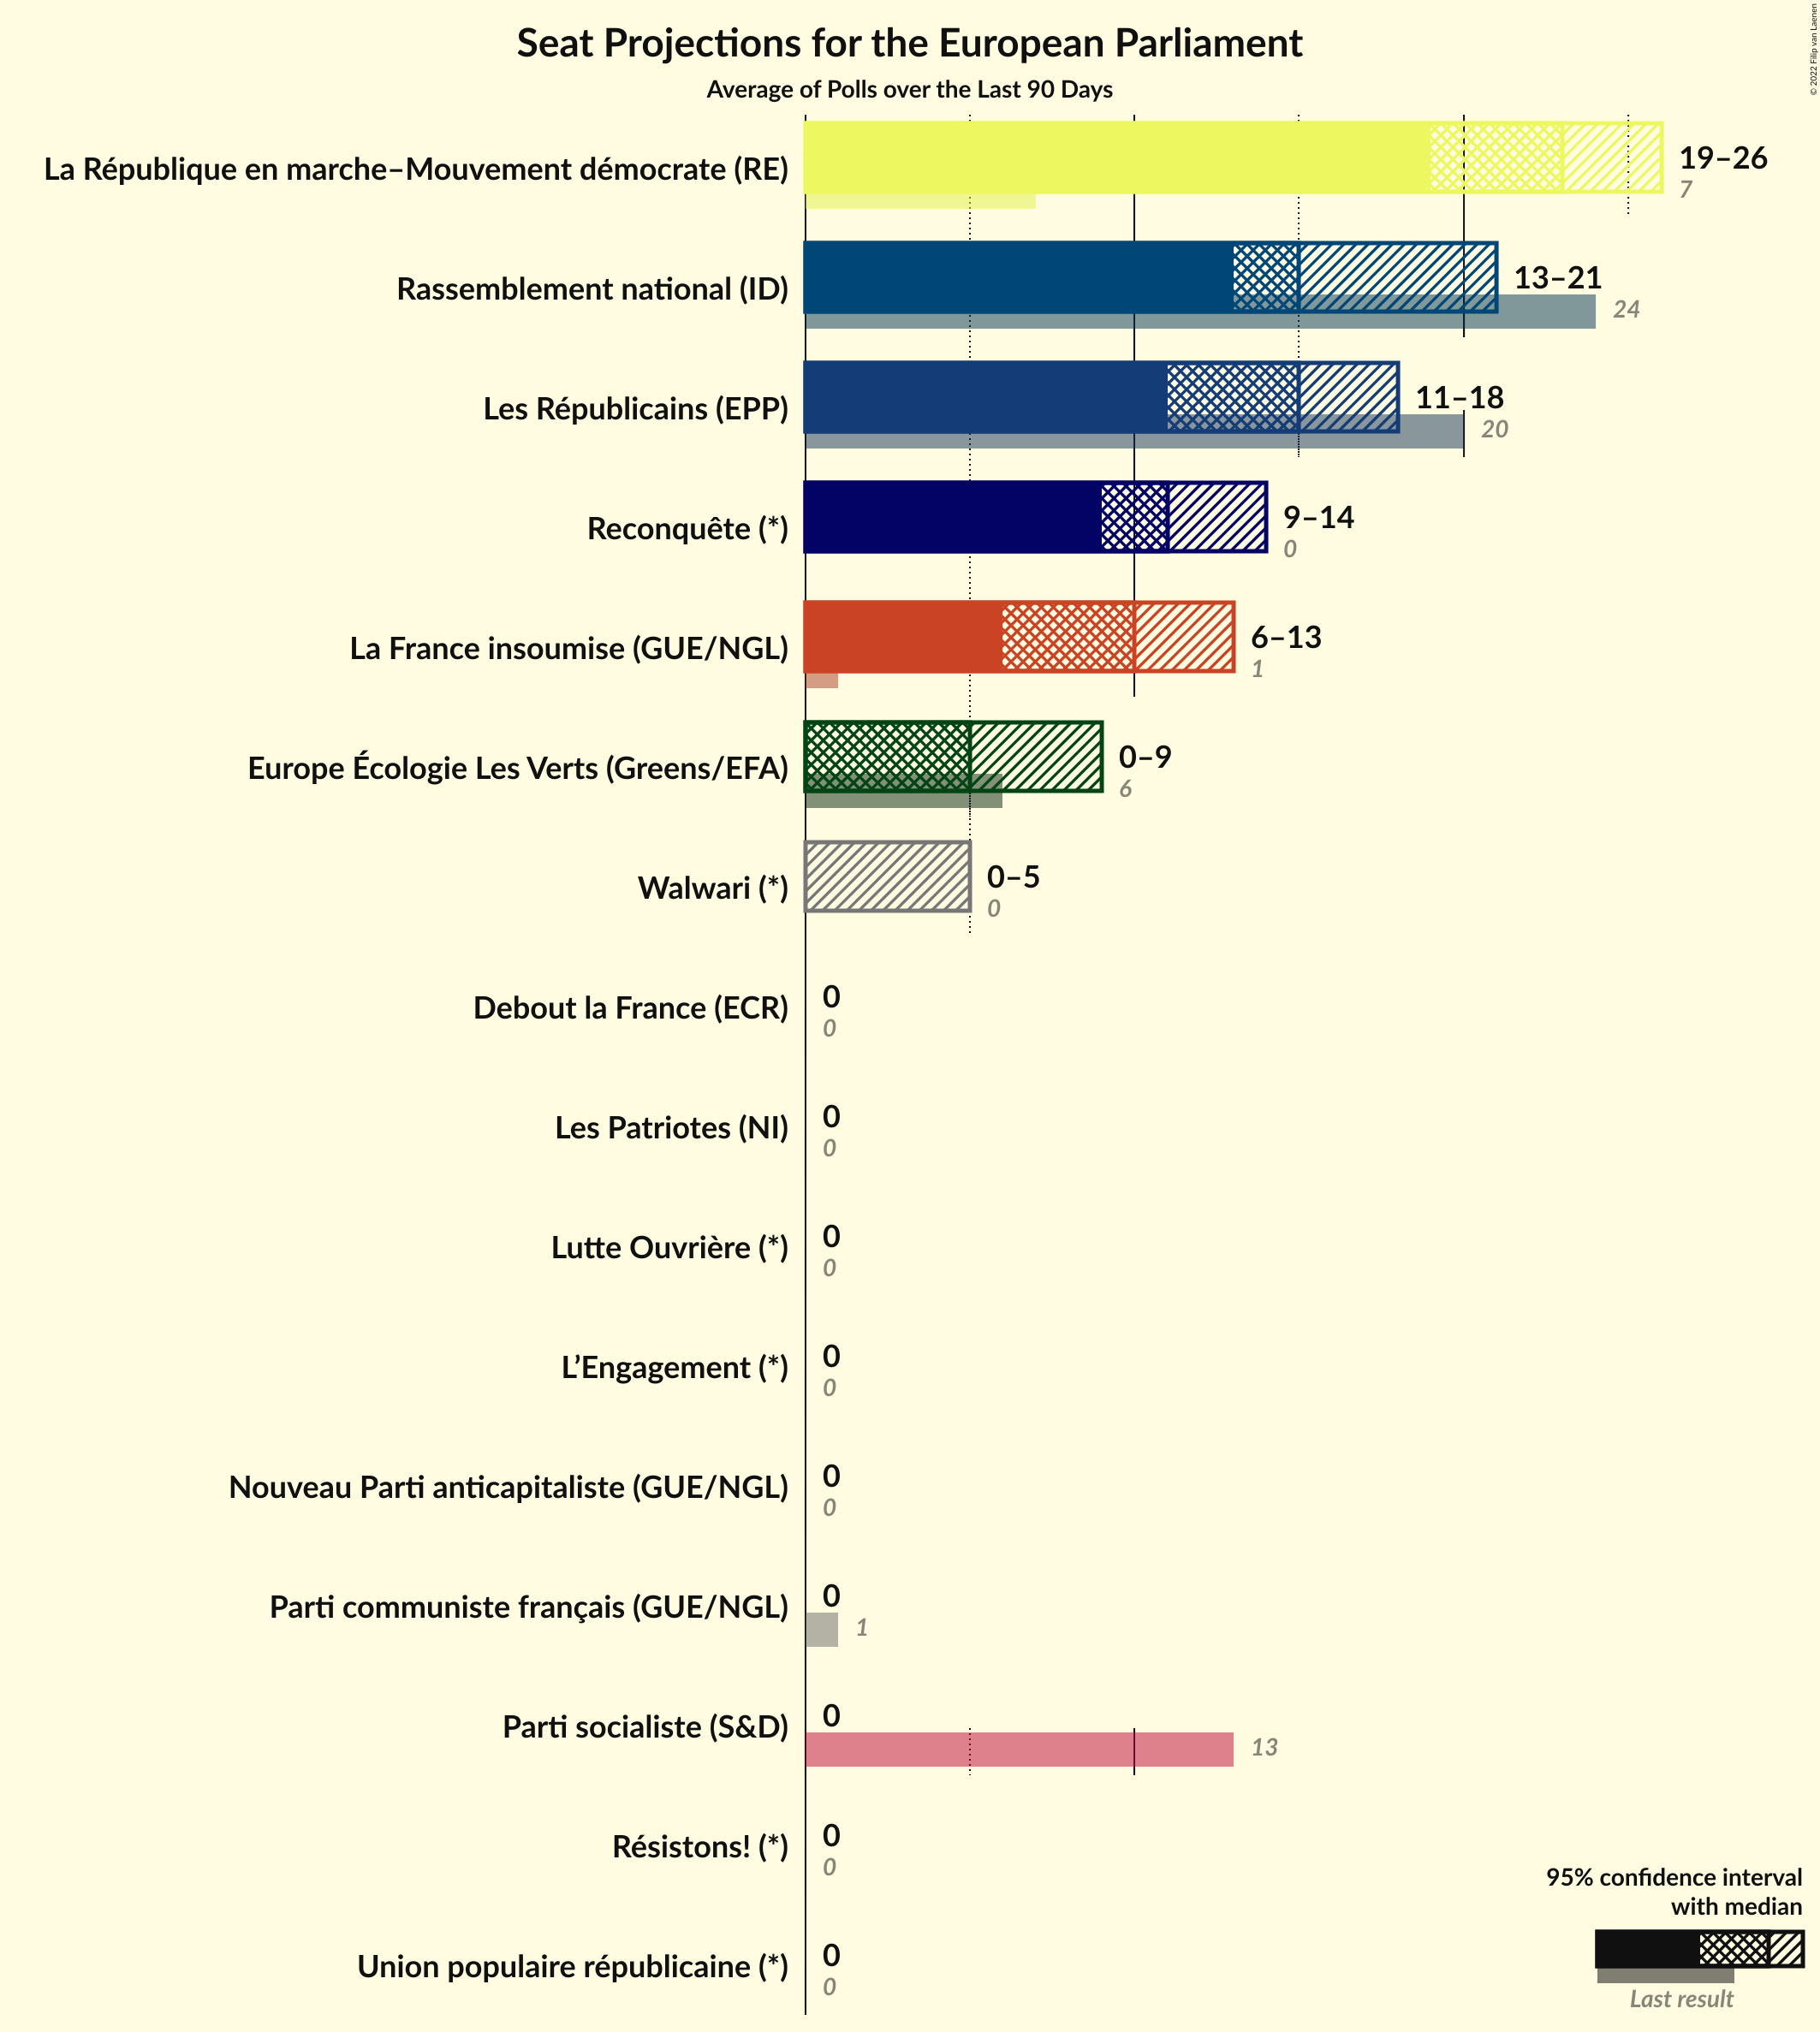 Seat Projections for the European Parliament
Average of Polls over the Last 90 Days
© 2022 Filip van Laenen
La République en marche–Mouvement démocrate (RE)
19–26
7
Rassemblement national (ID)
13–21
24
Les Républicains (EPP)
11–18
20
Reconquête (*)
9–14
0
La France insoumise (GUE/NGL)
6–13
1
Europe Écologie Les Verts (Greens/EFA)
0–9
6
Walwari (*)
0–5
0
Debout la France (ECR)
0
0
Les Patriotes (NI)
0
0
Lutte Ouvrière (*)
0
0
L’Engagement (*)
0
0
Nouveau Parti anticapitaliste (GUE/NGL)
0
0
Parti communiste français (GUE/NGL)
0
1
Parti socialiste (S&D)
0
13
Résistons! (*)
0
0
Union populaire républicaine (*)
0
0
95% confidence interval
with median
Last result